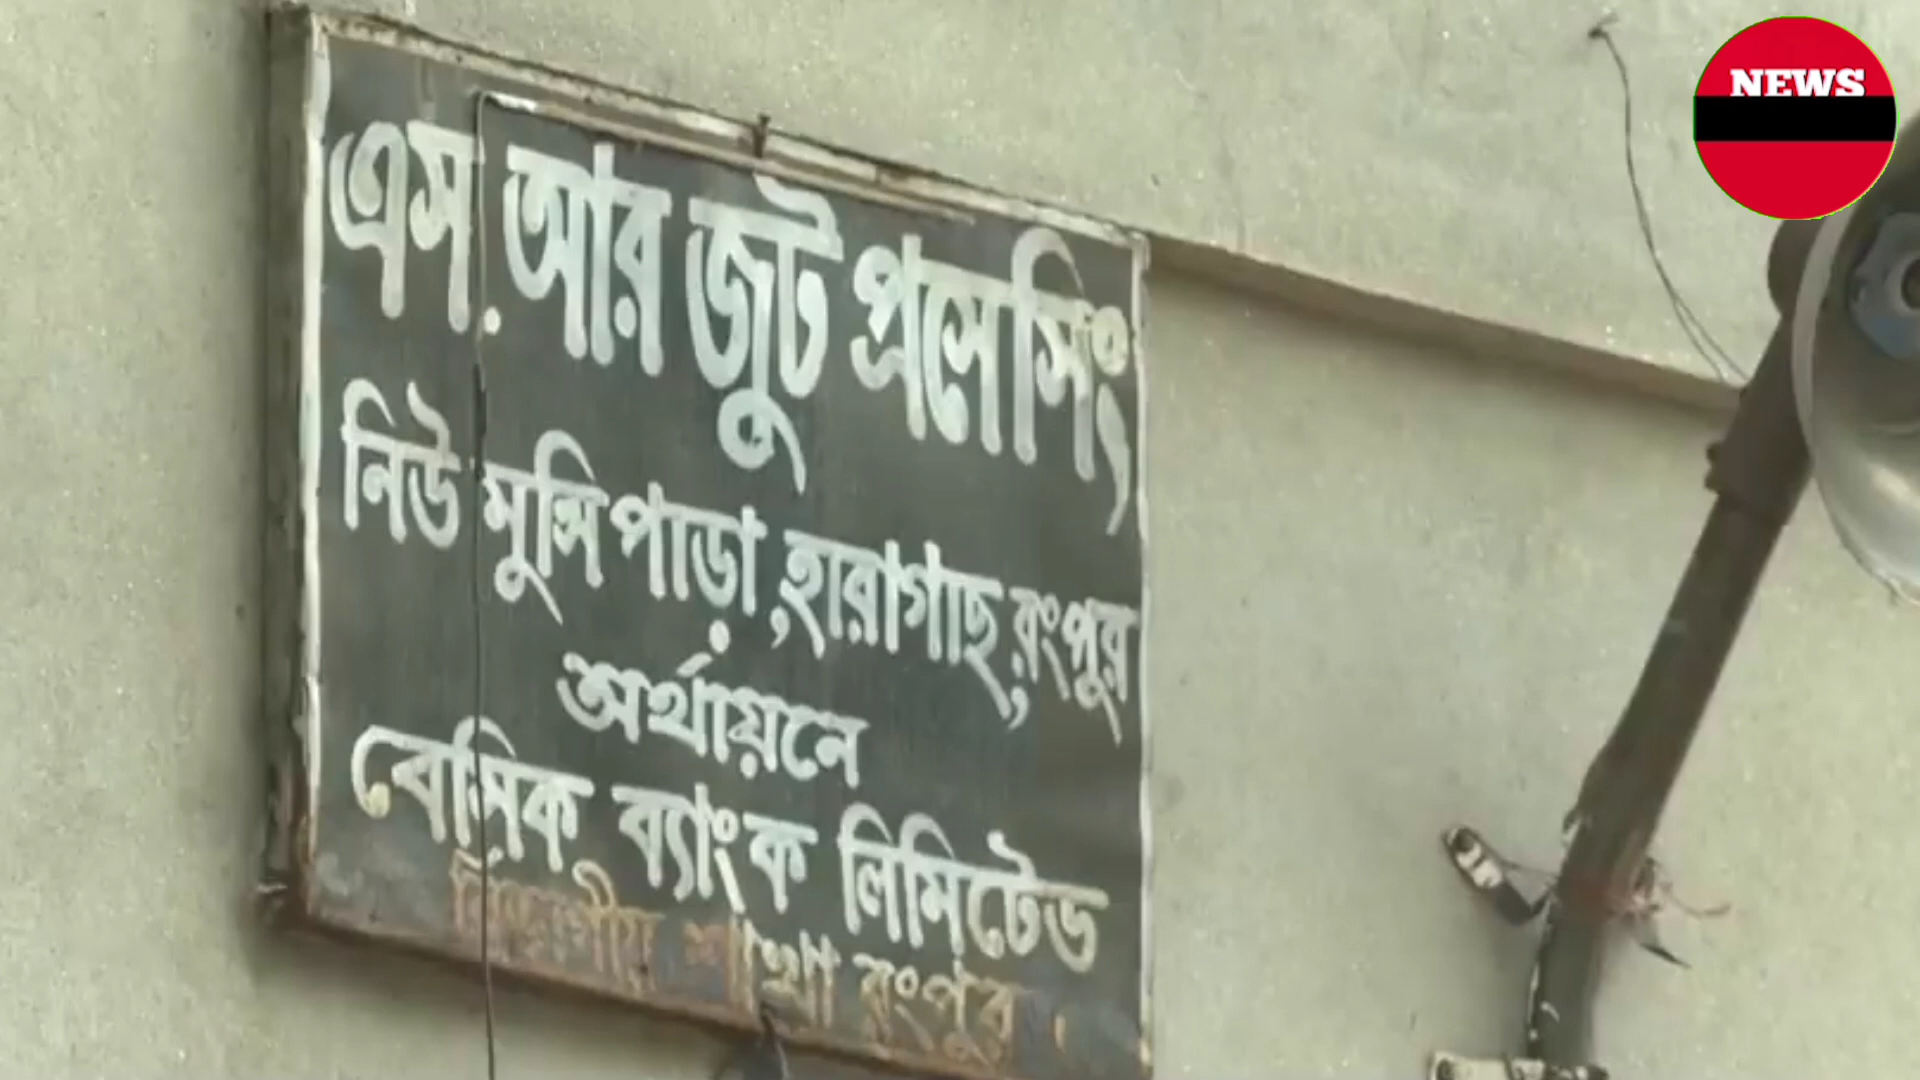 এস. আর জুট প্রসেসিং
নিউ মুন্সিপাড়া, হারাগাছ, রংপুর
অর্থায়নে
বেসিক ব্যাংক লিমিটেড
বিভাগীয় শাখা রংপুর।
NEWS